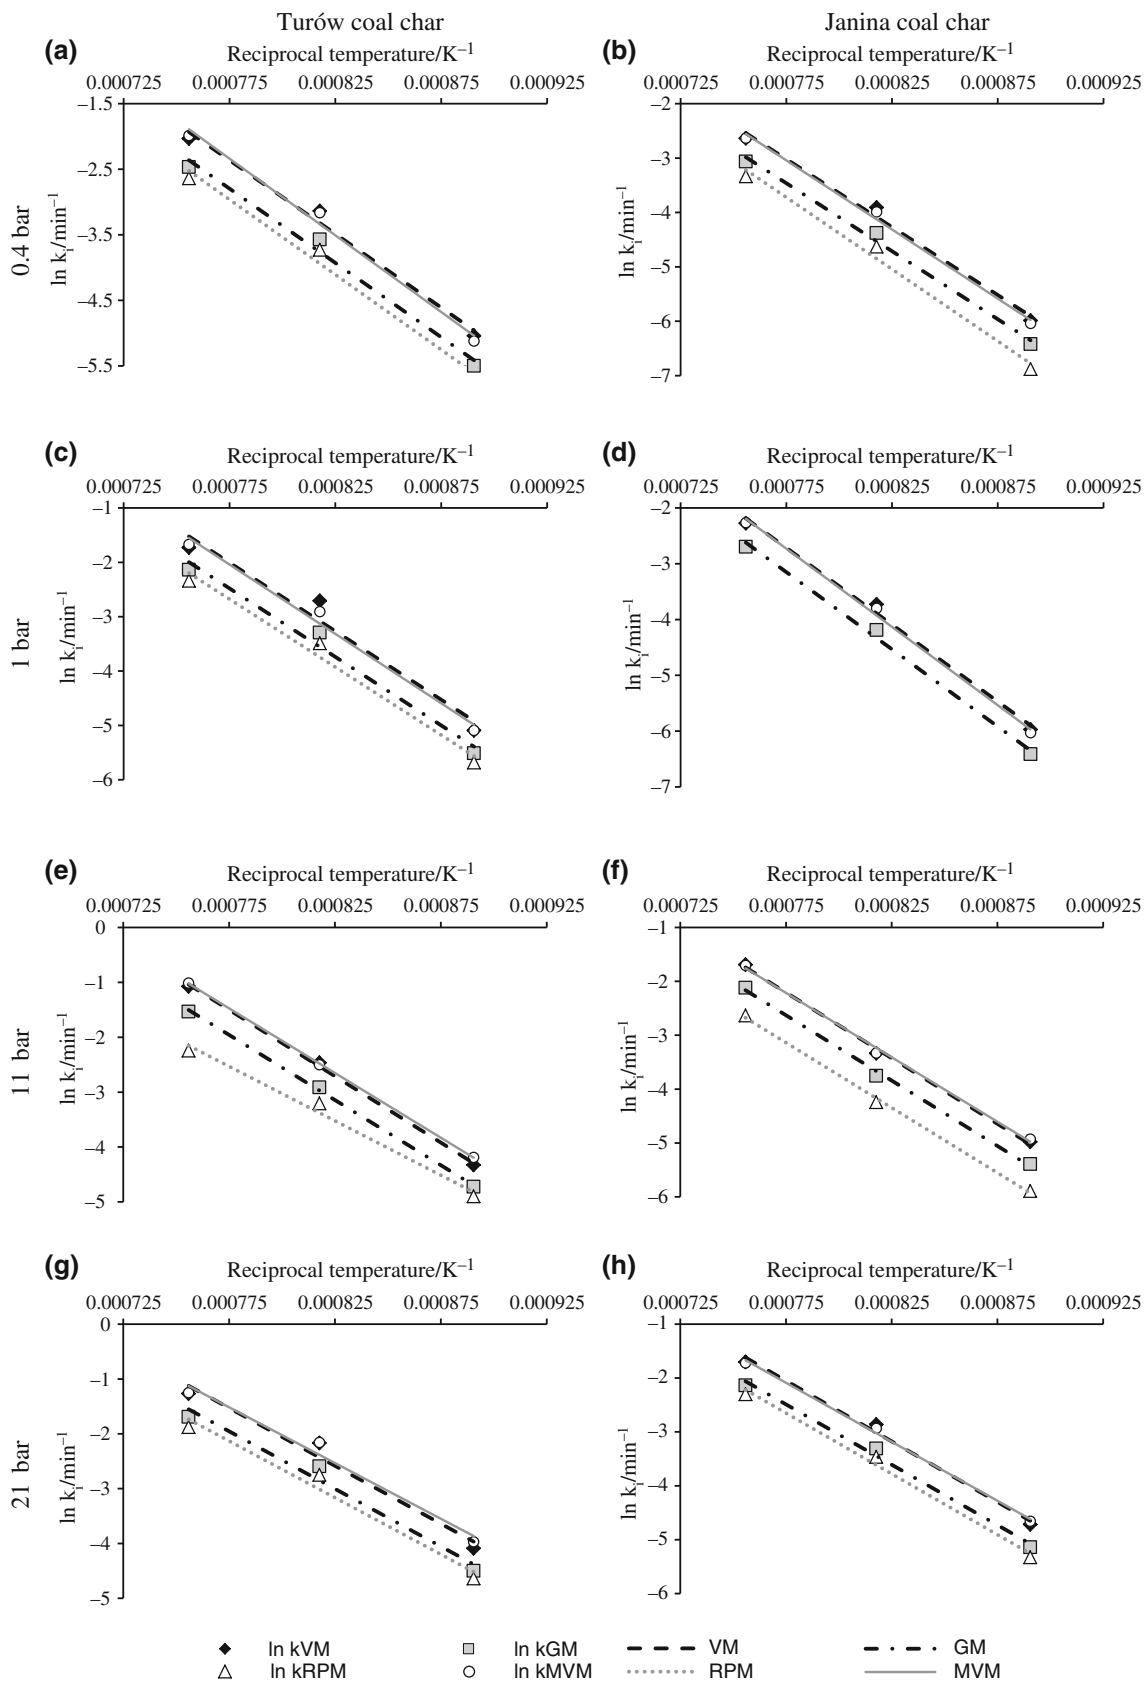 Turów coal char
Janina coal char
(a)
Reciprocal temperature/K⁻¹
0.000725 0.000775 0.000825 0.000875 0.000925
−1.5
−2.5
−3.5
−4.5
−5.5
ln kᵢ/min⁻¹
0.4 bar
(b)
Reciprocal temperature/K⁻¹
0.000725 0.000775 0.000825 0.000875 0.000925
−2
−3
−4
−5
−6
−7
ln kᵢ/min⁻¹
(c)
Reciprocal temperature/K⁻¹
0.000725 0.000775 0.000825 0.000875 0.000925
−1
−2
−3
−4
−5
−6
ln kᵢ/min⁻¹
1 bar
(d)
Reciprocal temperature/K⁻¹
0.000725 0.000775 0.000825 0.000875 0.000925
−2
−3
−4
−5
−6
−7
ln kᵢ/min⁻¹
(e)
Reciprocal temperature/K⁻¹
0.000725 0.000775 0.000825 0.000875 0.000925
0
−1
−2
−3
−4
−5
ln kᵢ/min⁻¹
11 bar
(f)
Reciprocal temperature/K⁻¹
0.000725 0.000775 0.000825 0.000875 0.000925
−1
−2
−3
−4
−5
−6
ln kᵢ/min⁻¹
(g)
Reciprocal temperature/K⁻¹
0.000725 0.000775 0.000825 0.000875 0.000925
0
−1
−2
−3
−4
−5
ln kᵢ/min⁻¹
21 bar
(h)
Reciprocal temperature/K⁻¹
0.000725 0.000775 0.000825 0.000875 0.000925
−1
−2
−3
−4
−5
−6
ln kᵢ/min⁻¹
ln kVM ln kGM VM GM
ln kRPM ln kMVM RPM MVM